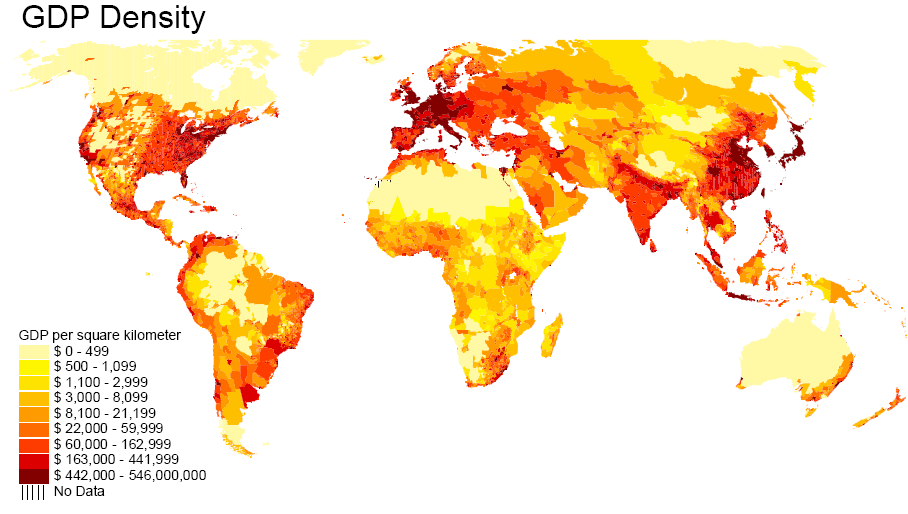 GDP Density
GDP per square kilometer
$ 0 - 499
$ 500 - 1,099
$ 1,100 - 2,999
$ 3,000 - 8,099
$ 8,100 - 21,199
$ 22,000 - 59,999
$ 60,000 - 162,999
$ 163,000 - 441,999
$ 442,000 - 546,000,000
No Data